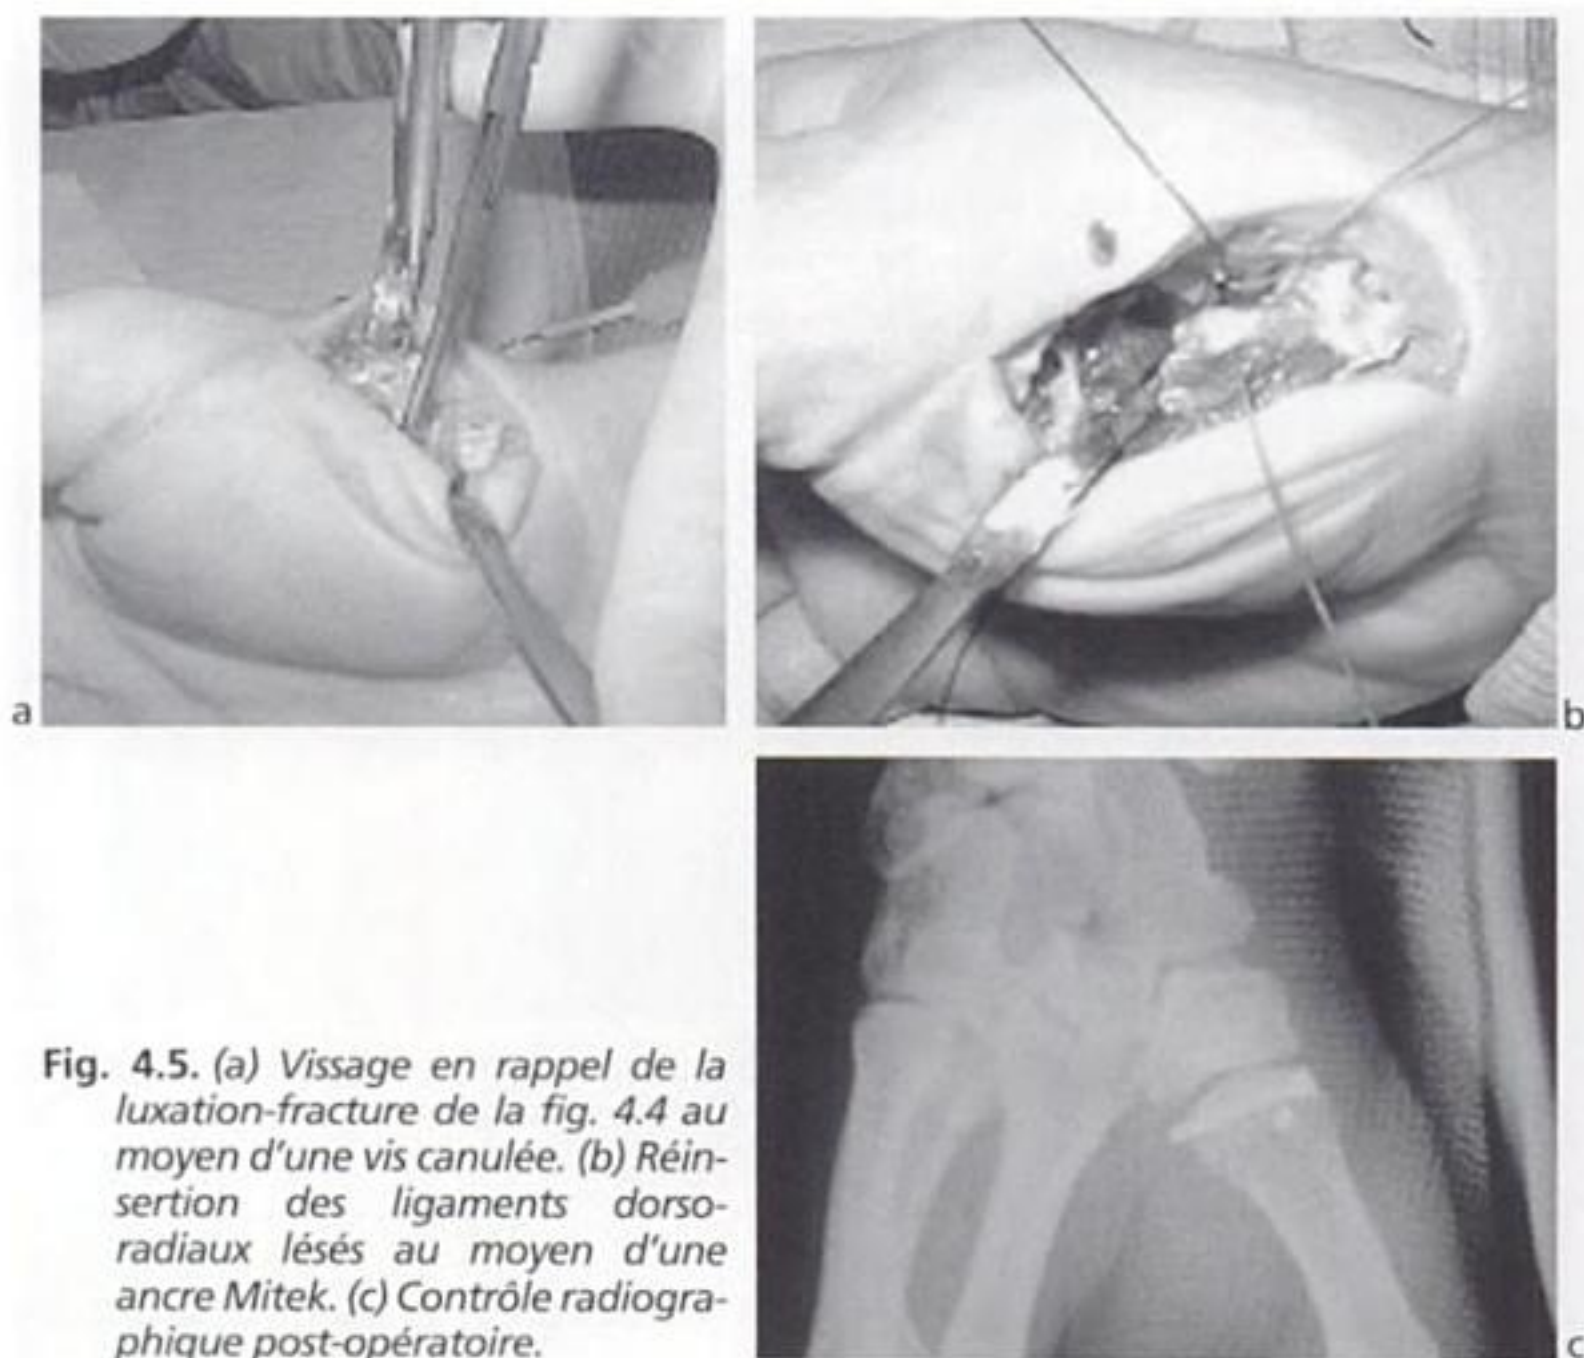 a
b
Fig. 4.5. (a) Vissage en rappel de la
luxation-fracture de la fig. 4.4 au
moyen d'une vis canulée. (b) Réin-
sertion des ligaments dorso-
radiaux lésés au moyen d'une
ancre Mitek. (c) Contrôle radiogra-
phique post-opératoire.
c